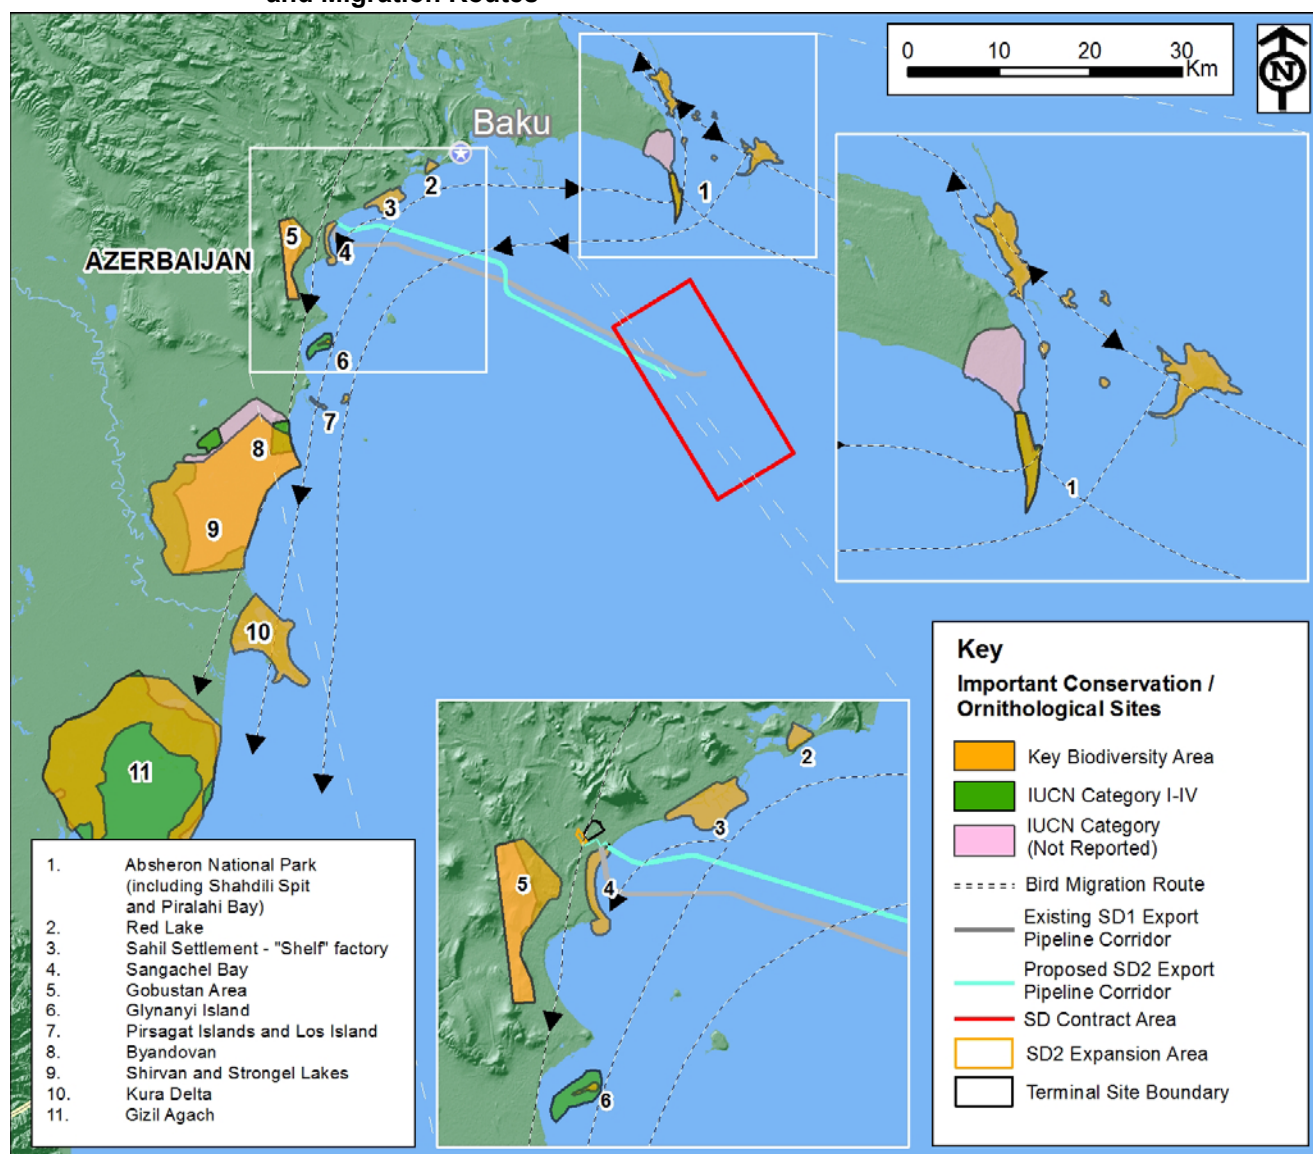 and Migration Routes
0 10 20 30
Km
N
Baku
AZERBAIJAN
1
2
3
4
5
6
7
8
9
10
11
1
2
3
4
5
6
Key
Important Conservation /
Ornithological Sites
Key Biodiversity Area
IUCN Category I-IV
IUCN Category
(Not Reported)
Bird Migration Route
Existing SD1 Export
Pipeline Corridor
Proposed SD2 Export
Pipeline Corridor
SD Contract Area
SD2 Expansion Area
Terminal Site Boundary
1. Absheron National Park
(including Shahdili Spit
and Piralahi Bay)
2. Red Lake
3. Sahil Settlement - "Shelf" factory
4. Sangachel Bay
5. Gobustan Area
6. Glynanyi Island
7. Pirsagat Islands and Los Island
8. Byandovan
9. Shirvan and Strongel Lakes
10. Kura Delta
11. Gizil Agach